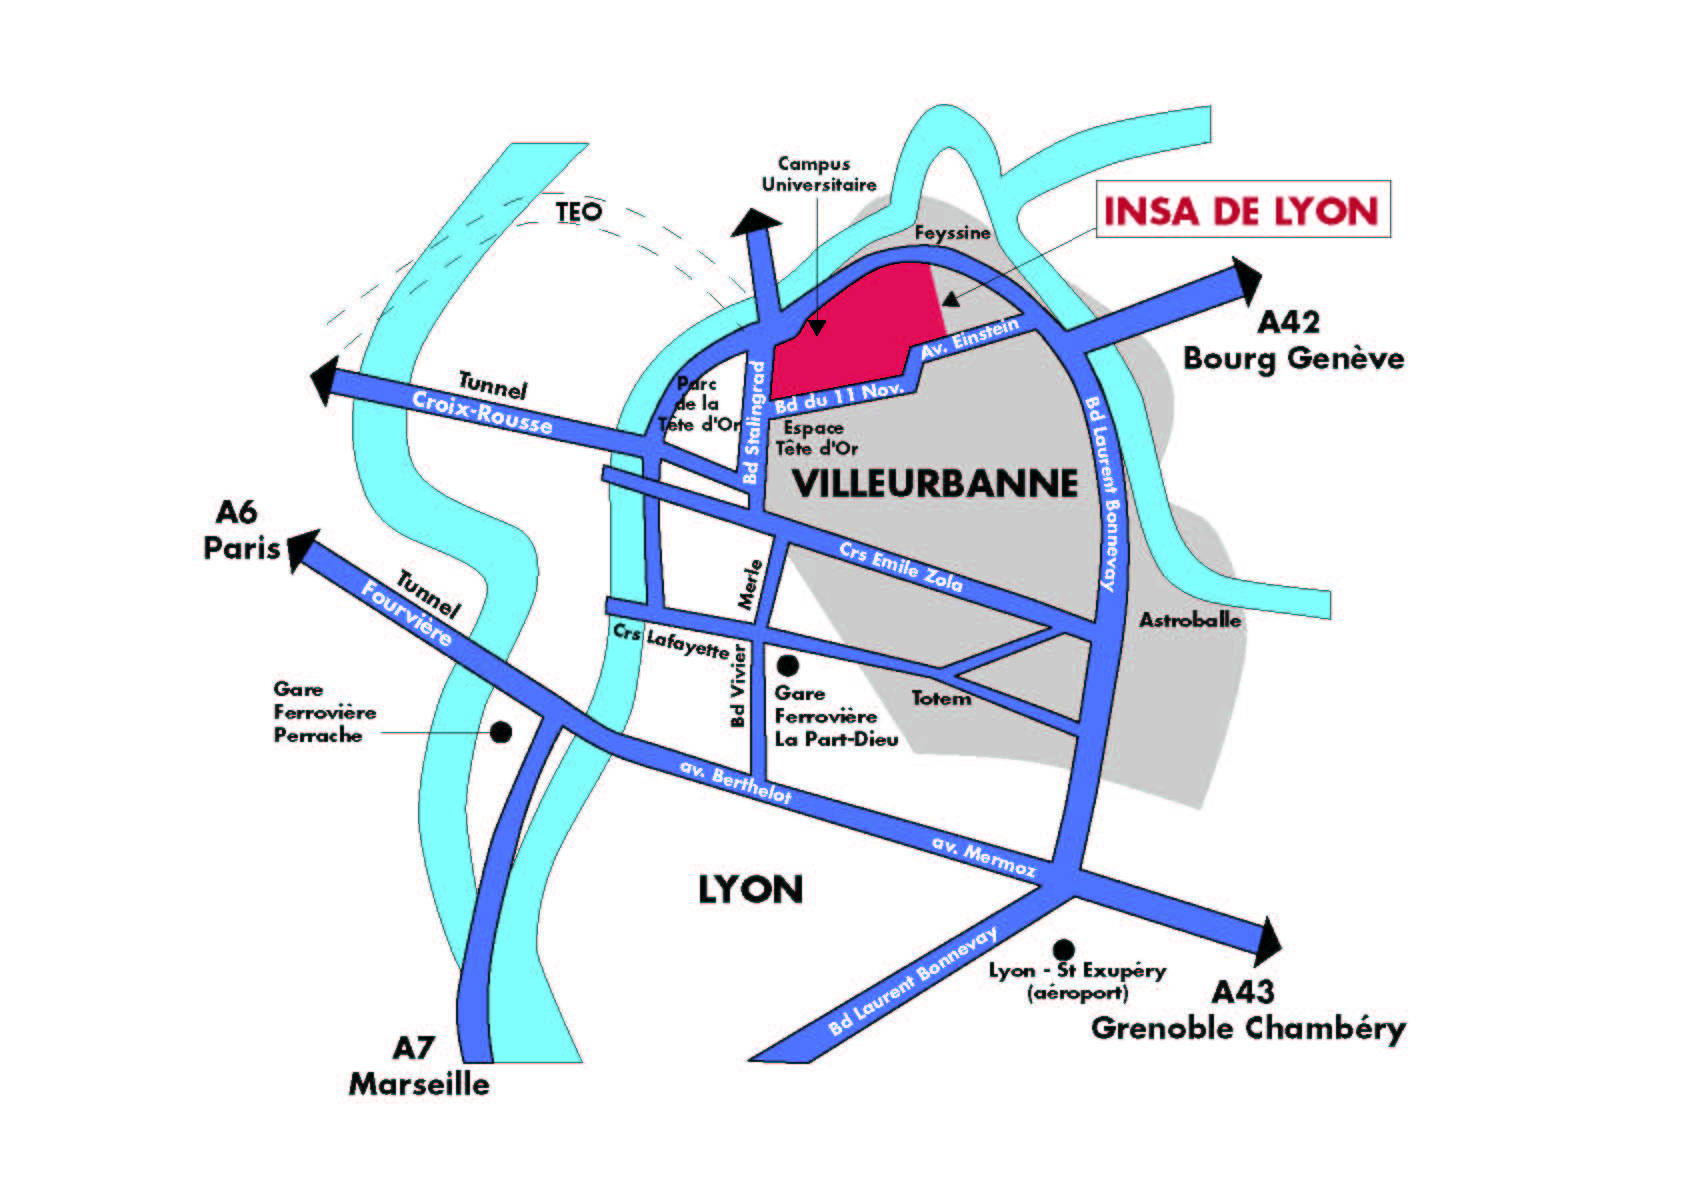 Campus
Universitaire
INSA DE LYON
TEO
Feyssine
A42
Bourg Genève
Av. Einstein
Tunnel
Croix-Rousse
Parc
de la
Tête d'Or
Bd Stalingrad
Bd du 11 Nov.
Espace
Tête d'Or
VILLEURBANNE
Bd Laurent Bonnevay
A6
Paris
Tunnel
Fourvière
Merle
Crs Emile Zola
Astroballe
Crs Lafayette
Bd Vivier
Gare
Ferrovière
Perrache
Gare
Ferrovière
La Part-Dieu
Totem
av. Berthelot
av. Mermoz
LYON
Bd Laurent Bonnevay
Lyon - St Exupéry
(aéroport)
A43
Grenoble Chambéry
A7
Marseille